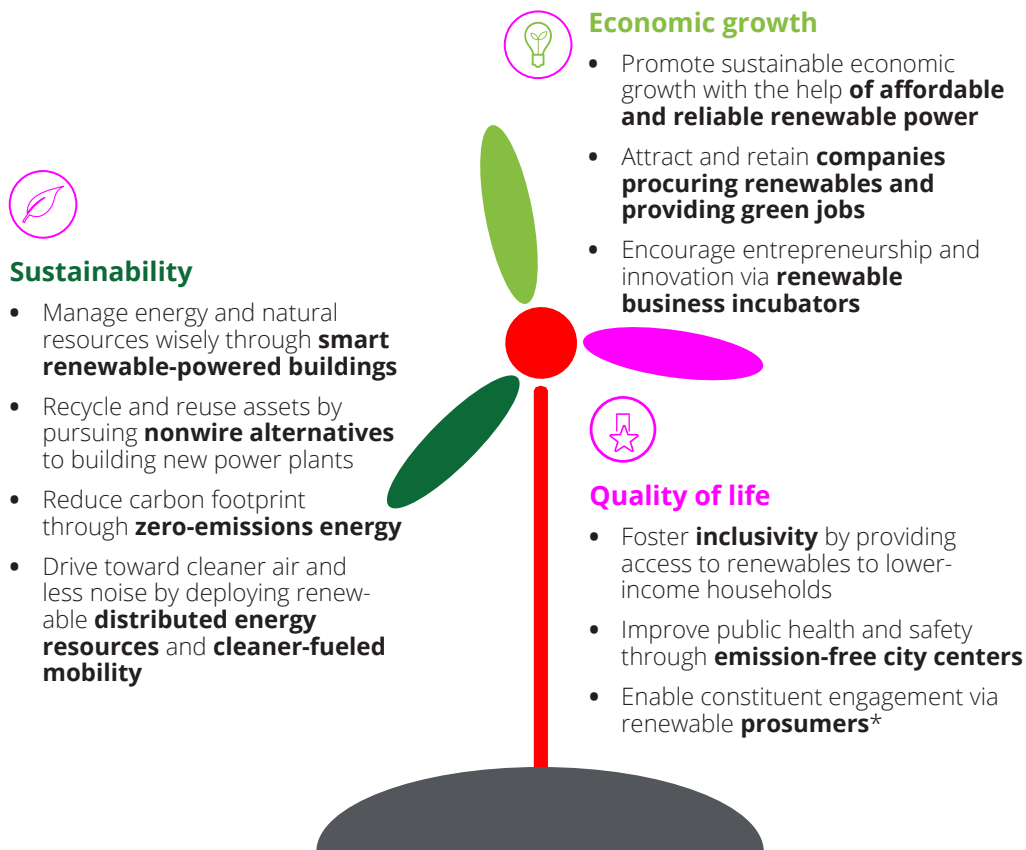 Economic growth
• Promote sustainable economic
growth with the help of affordable
and reliable renewable power
• Attract and retain companies
procuring renewables and
providing green jobs
• Encourage entrepreneurship and
innovation via renewable
business incubators
Sustainability
• Manage energy and natural
resources wisely through smart
renewable-powered buildings
• Recycle and reuse assets by
pursuing nonwire alternatives
to building new power plants
• Reduce carbon footprint
through zero-emissions energy
• Drive toward cleaner air and
less noise by deploying renew-
able distributed energy
resources and cleaner-fueled
mobility
Quality of life
• Foster inclusivity by providing
access to renewables to lower-
income households
• Improve public health and safety
through emission-free city centers
• Enable constituent engagement via
renewable prosumers*